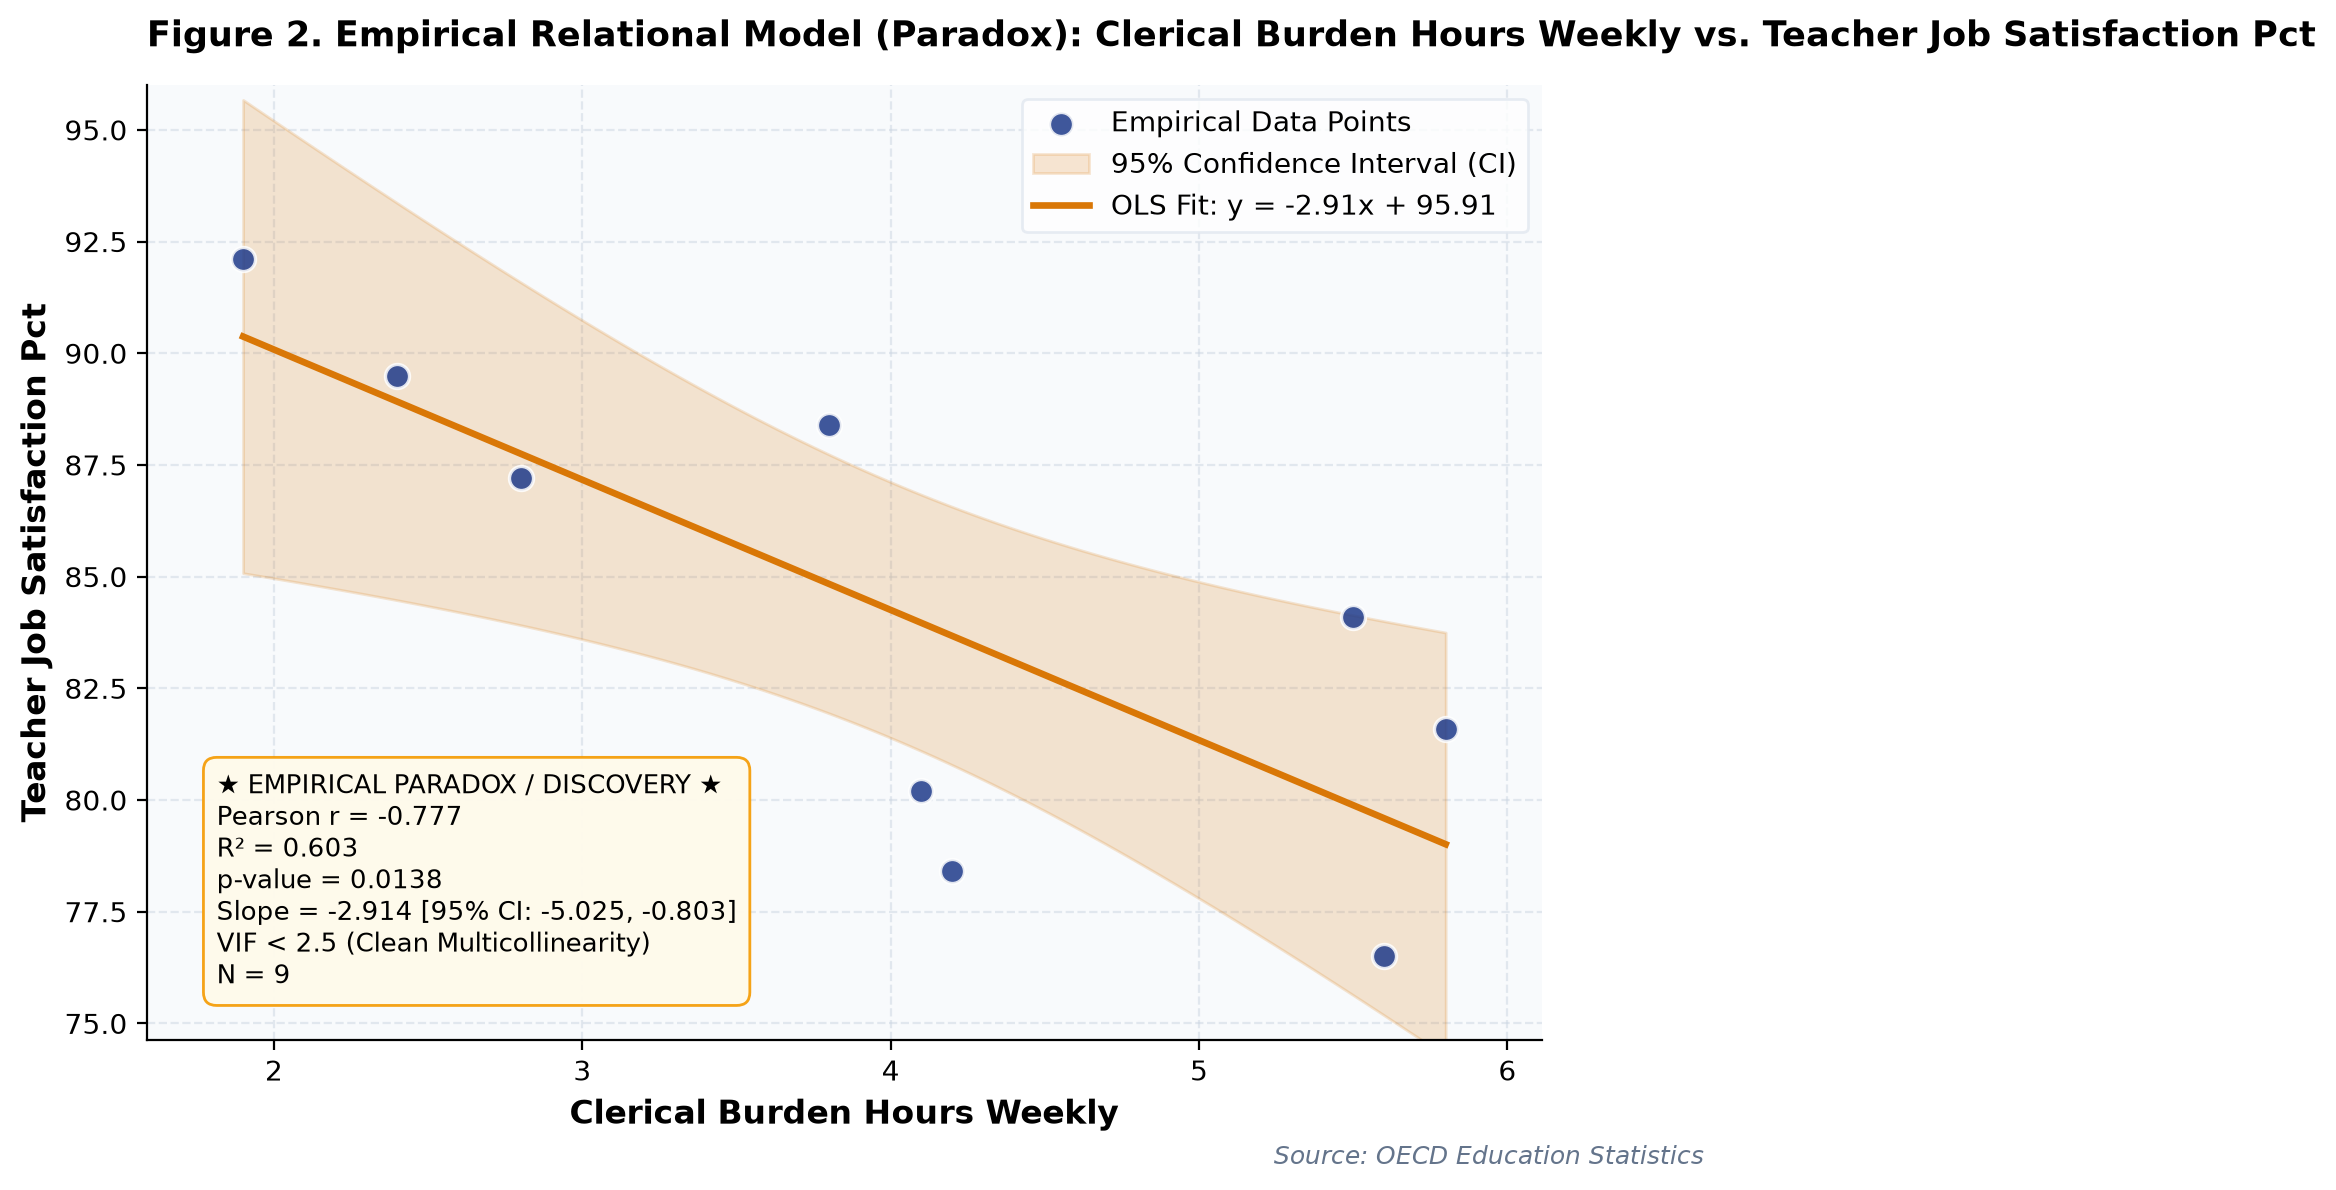 Figure 2. Empirical Relational Model (Paradox): Clerical Burden Hours Weekly vs. Teacher Job Satisfaction Pct
Empirical Data Points
95% Confidence Interval (CI)
OLS Fit: y = -2.91x + 95.91
95.0
92.5
90.0
87.5
85.0
82.5
80.0
77.5
75.0
Teacher Job Satisfaction Pct
★ EMPIRICAL PARADOX / DISCOVERY ★
Pearson r = -0.777
R² = 0.603
p-value = 0.0138
Slope = -2.914 [95% CI: -5.025, -0.803]
VIF < 2.5 (Clean Multicollinearity)
N = 9
2 3 4 5 6
Clerical Burden Hours Weekly
Source: OECD Education Statistics